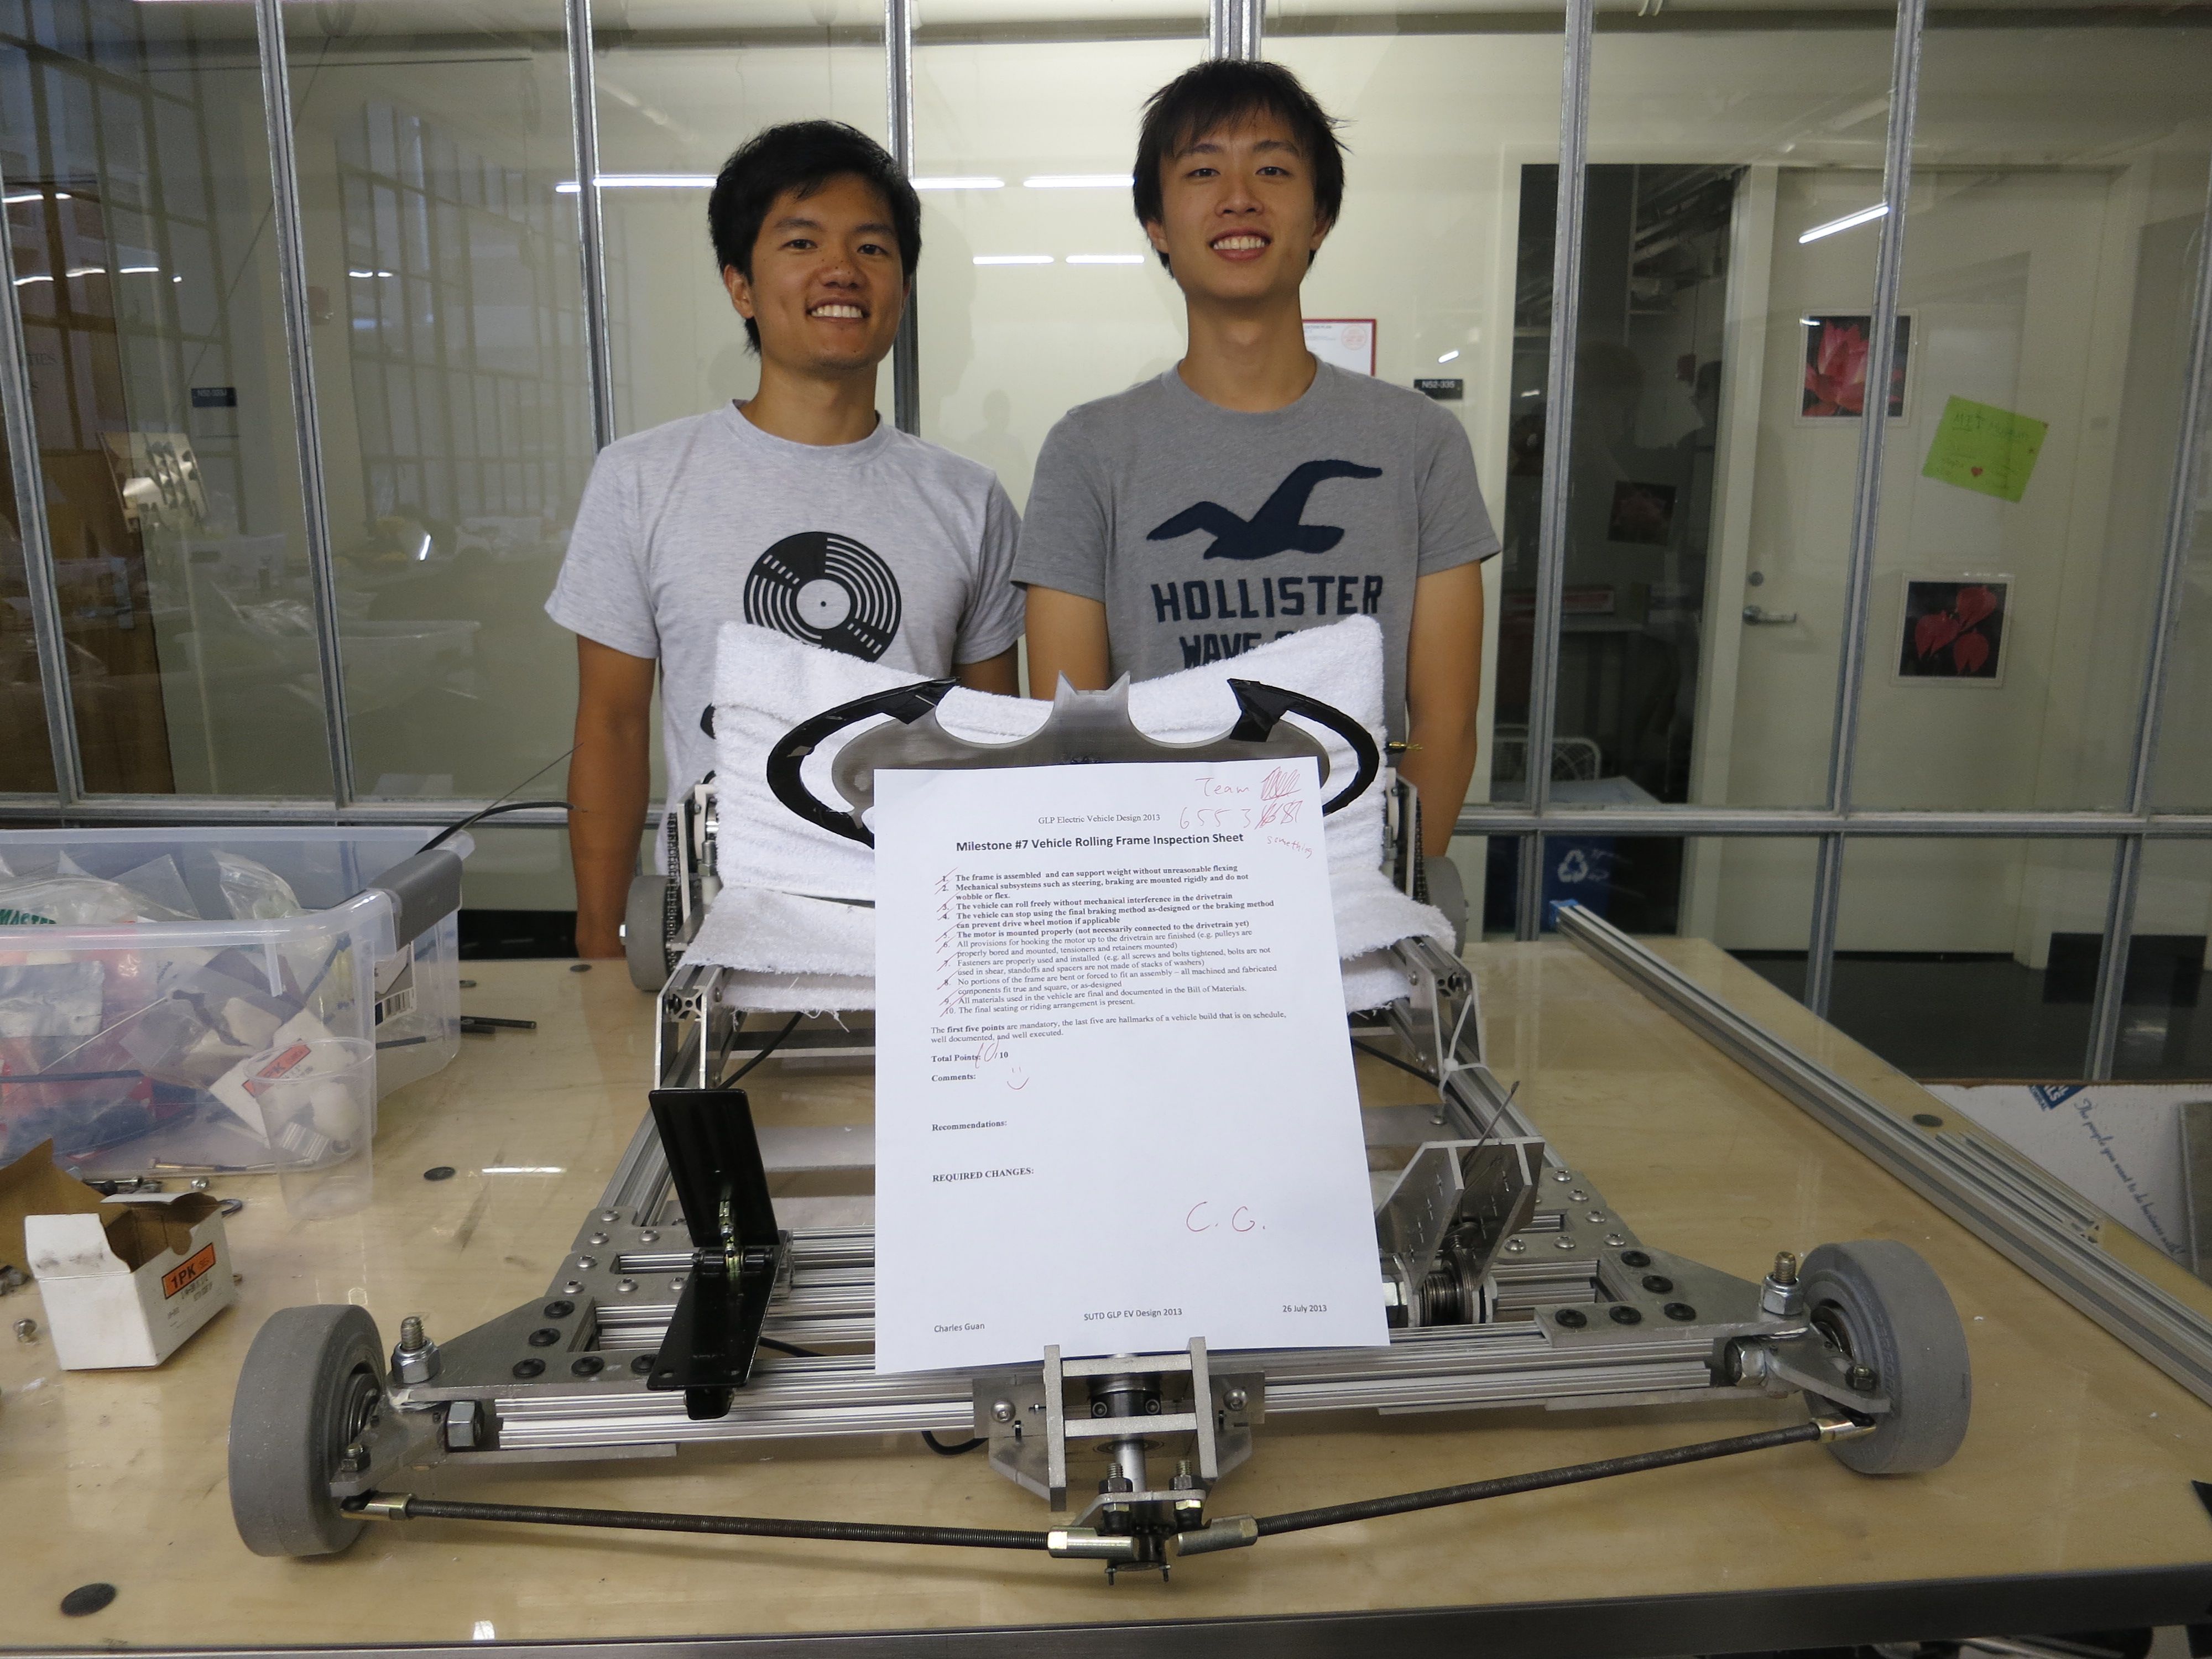 N52-335
HOLLISTER
Team
6553
something
GLP Electric Vehicle Design 2013
Milestone #7 Vehicle Rolling Frame Inspection Sheet
1. The frame is assembled and can support weight without unreasonable flexing
2. Mechanical subsystems such as steering, braking are mounted rigidly and do not
wobble or flex.
3. The vehicle can roll freely without mechanical interference in the drivetrain
4. The vehicle can stop using the final braking method as-designed or the braking method
can prevent drive wheel motion if applicable
5. The motor is mounted properly (not necessarily connected to the drivetrain yet)
6. All provisions for hooking the motor up to the drivetrain are finished (e.g. pulleys are
properly bored and mounted, tensioners and retainers mounted)
7. Fasteners are properly used and installed (e.g. all screws and bolts tightened, bolts are not
used in shear, standoffs and spacers are not made of stacks of washers)
8. No portions of the frame are bent or forced to fit an assembly – all machined and fabricated
components fit true and square, or as-designed
9. All materials used in the vehicle are final and documented in the Bill of Materials.
10. The final seating or riding arrangement is present.
The first five points are mandatory, the last five are hallmarks of a vehicle build that is on schedule,
well documented, and well executed.
Total Points: 10/10
Comments:
Recommendations:
REQUIRED CHANGES:
C. G.
Charles Guan
SUTD GLP EV Design 2013
26 July 2013
1PK
The people you want to do business with